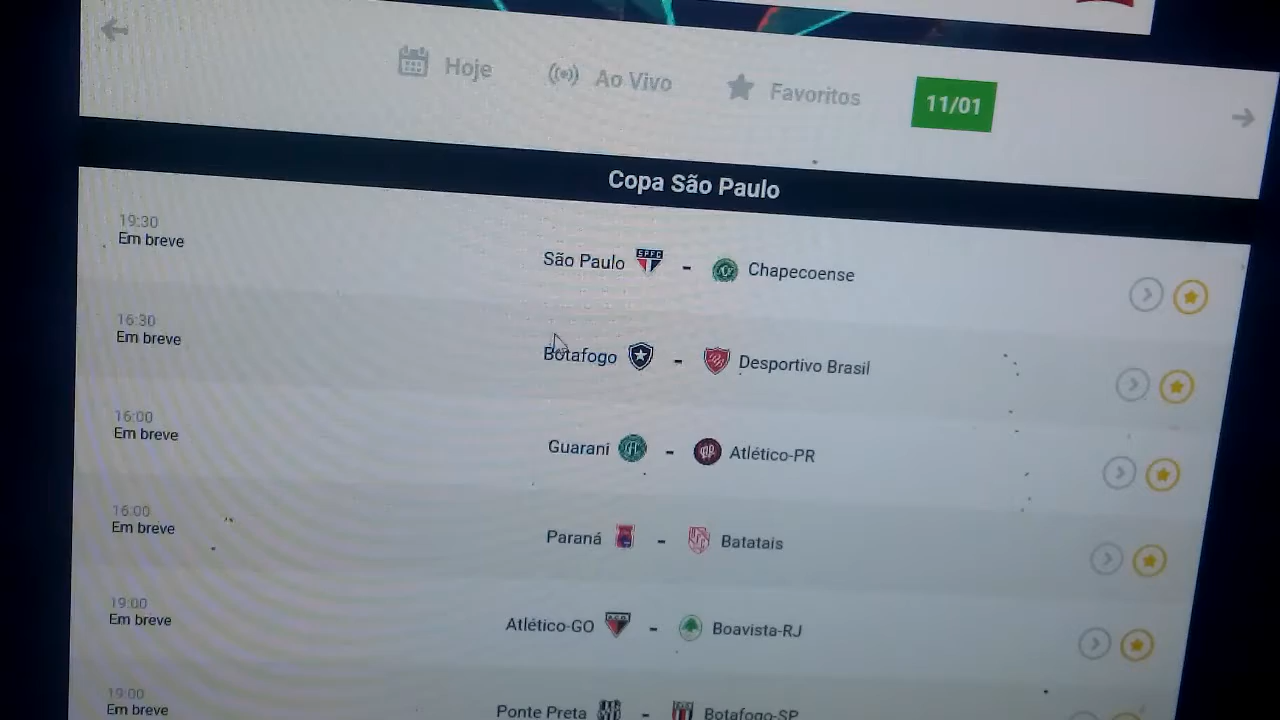 Hoje Ao Vivo Favoritos 11/01
Copa São Paulo
19:30
Em breve
São Paulo - Chapecoense
16:30
Em breve
Botafogo - Desportivo Brasil
16:00
Em breve
Guarani - Atlético-PR
16:00
Em breve
Paraná - Batatais
19:00
Em breve
Atlético-GO - Boavista-RJ
19:00
Em breve
Ponte Preta - Botafogo-SP